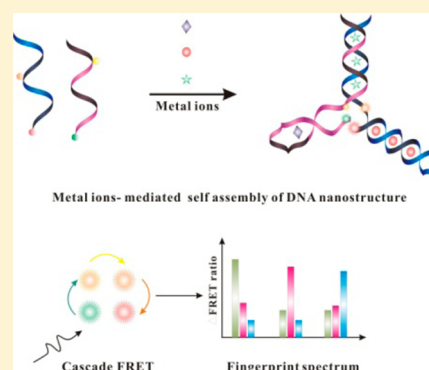 Metal ions
Metal ions- mediated self assembly of DNA nanostructure
FRET ratio
Cascade FRET
Fingerprint spectrum